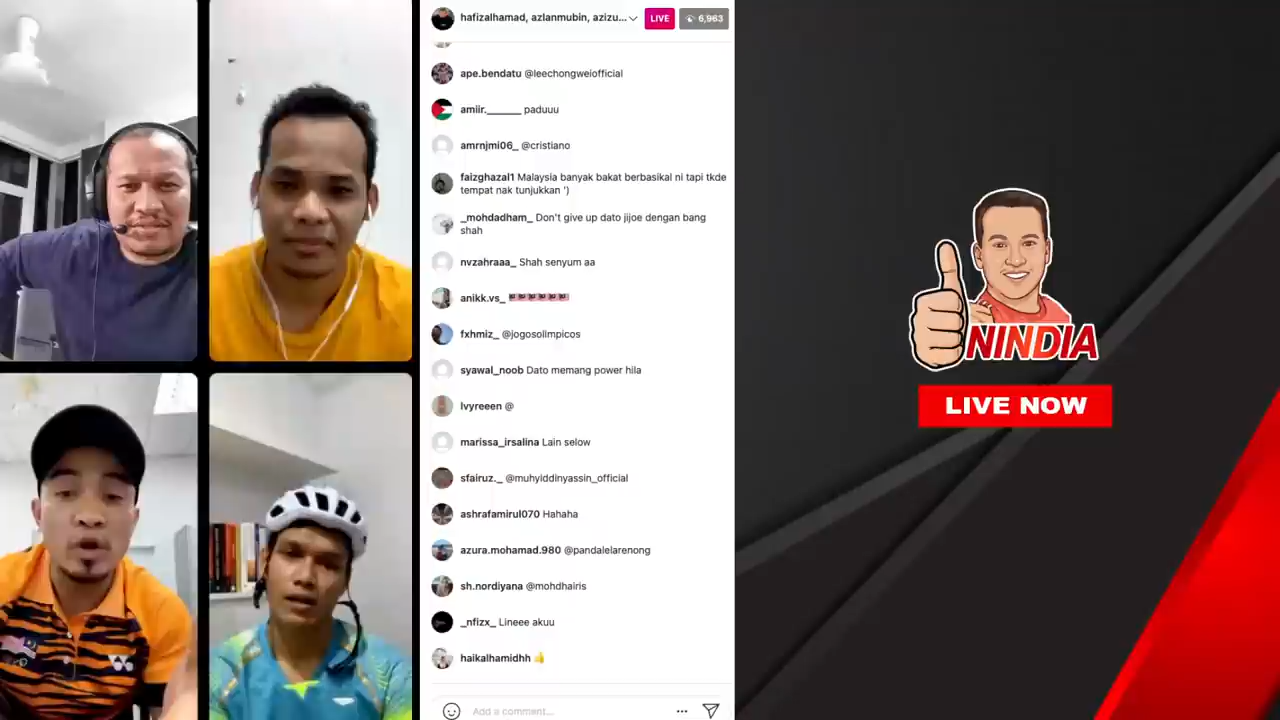 hafizalhamad, azlanmubin, azizu...
LIVE
6,963
ape.bendatu @leechongweiofficial
amiir._______ paduuu
amrnjmi06_ @cristiano
faizghazal1 Malaysia banyak bakat berbasikal ni tapi tkde
tempat nak tunjukkan ')
_mohdadham_ Don't give up dato jijoe dengan bang
shah
nvzahraaa_ Shah senyum aa
anikk.vs_ 🇲🇾🇲🇾🇲🇾🇲🇾🇲🇾🇲🇾
fxhmiz_ @jogosolimpicos
syawal_noob Dato memang power hila
lvyreeen @
marissa_irsalina Lain selow
sfairuz._ @muhyiddinyassin_official
ashrafamirul070 Hahaha
azura.mohamad.980 @pandalelarenong
sh.nordiyana @mohdhairis
_nfizx_ Lineee akuu
haikalhamidhh 👍
Add a comment...
NINDIA
LIVE NOW